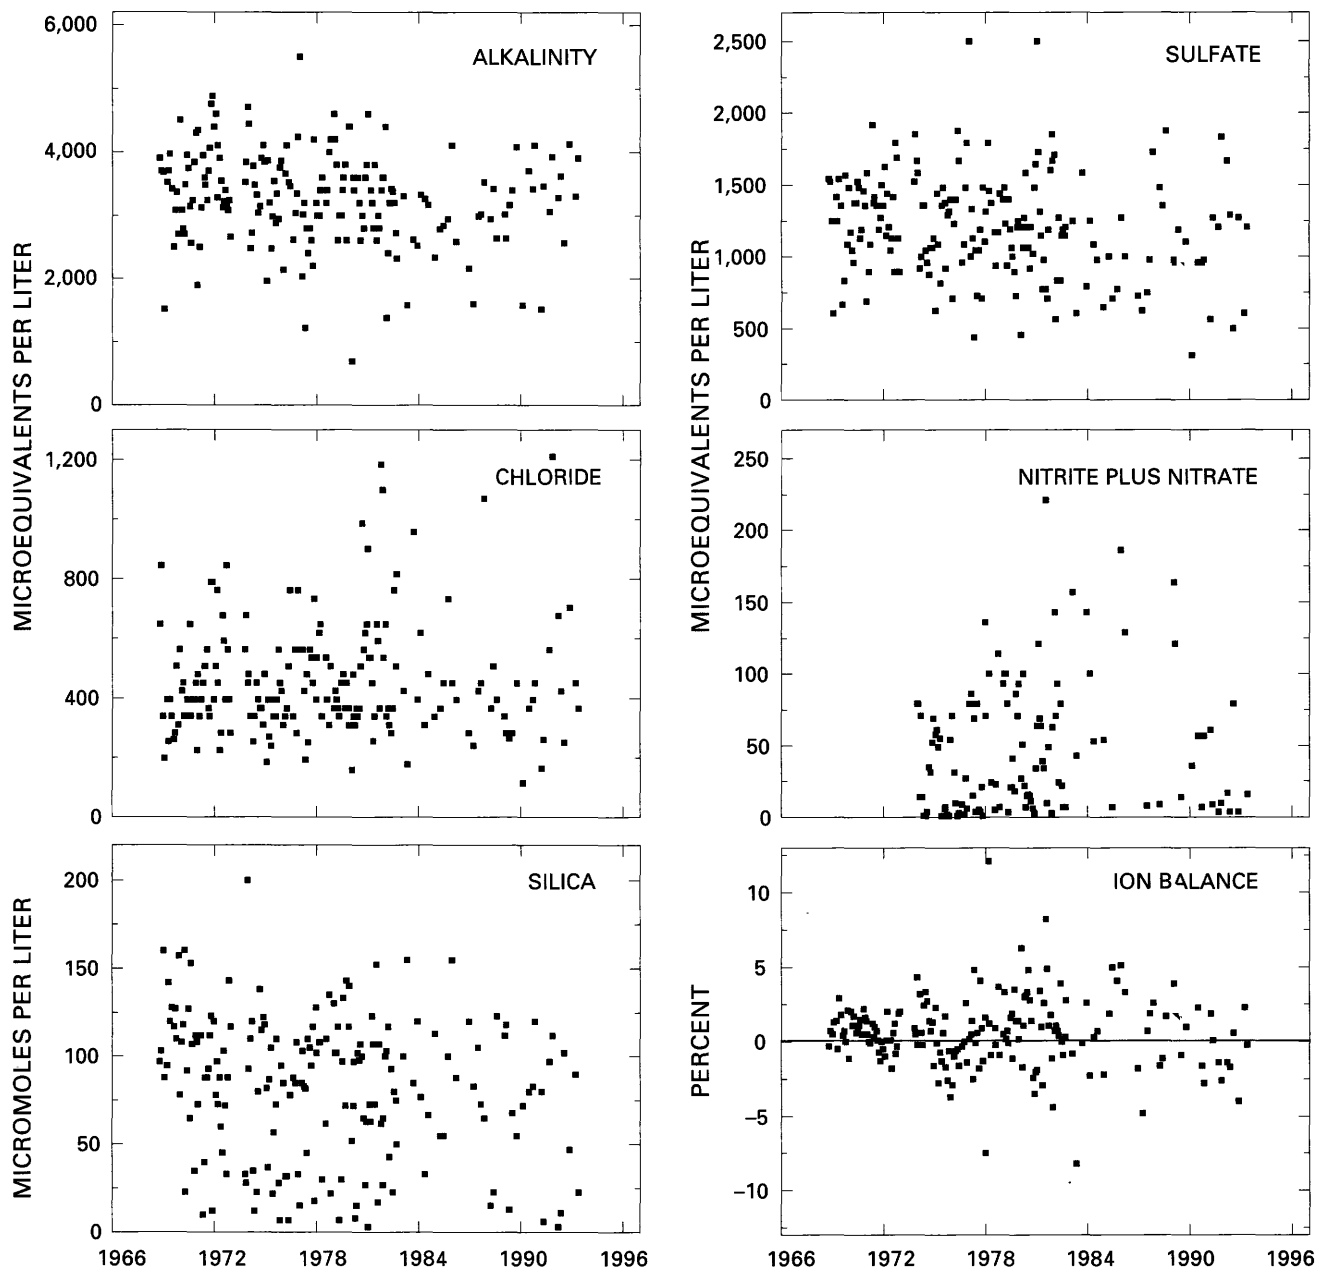 MICROEQUIVALENTS PER LITER
6,000
4,000
2,000
0
ALKALINITY
MICROEQUIVALENTS PER LITER
2,500
2,000
1,500
1,000
500
0
SULFATE
1,200
800
400
0
CHLORIDE
250
200
150
100
50
0
NITRITE PLUS NITRATE
MICROMOLES PER LITER
200
150
100
50
0
SILICA
1966 1972 1978 1984 1990 1996
PERCENT
10
5
0
−5
−10
ION BALANCE
1966 1972 1978 1984 1990 1996